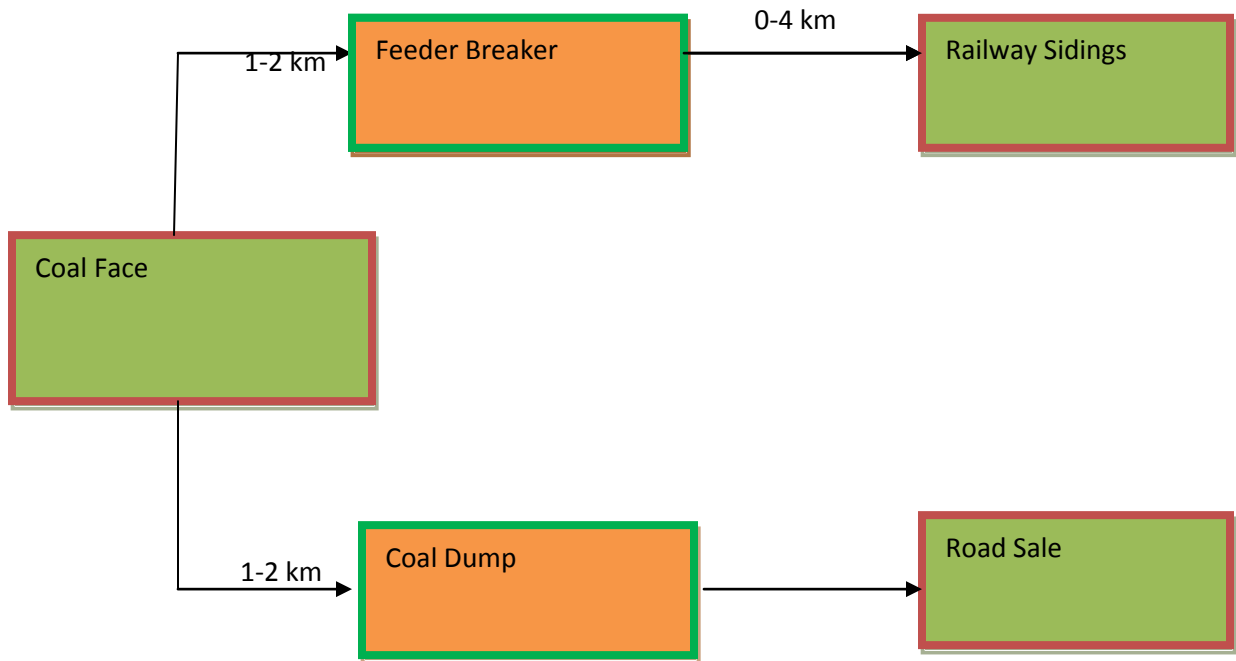 0-4 km
1-2 km
Feeder Breaker
Railway Sidings
Coal Face
1-2 km
Coal Dump
Road Sale